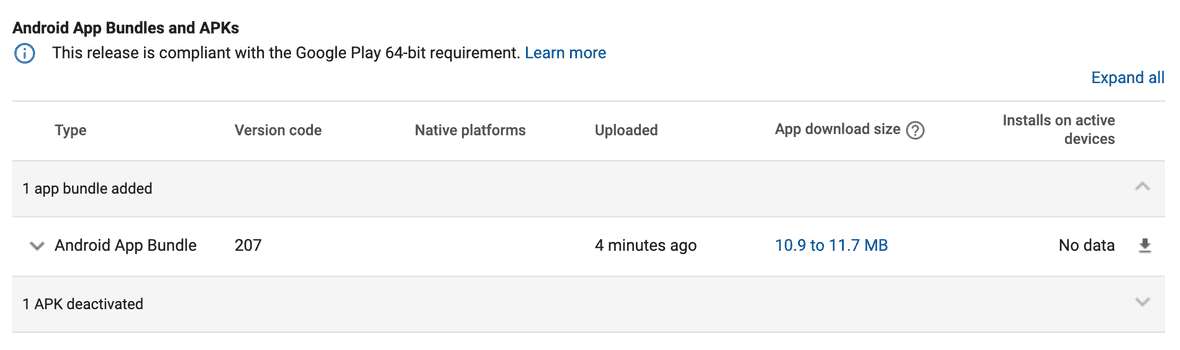 Android App Bundles and APKs
This release is compliant with the Google Play 64-bit requirement. Learn more
Expand all
Type Version code Native platforms Uploaded App download size Installs on active devices
1 app bundle added
Android App Bundle 207 4 minutes ago 10.9 to 11.7 MB No data
1 APK deactivated